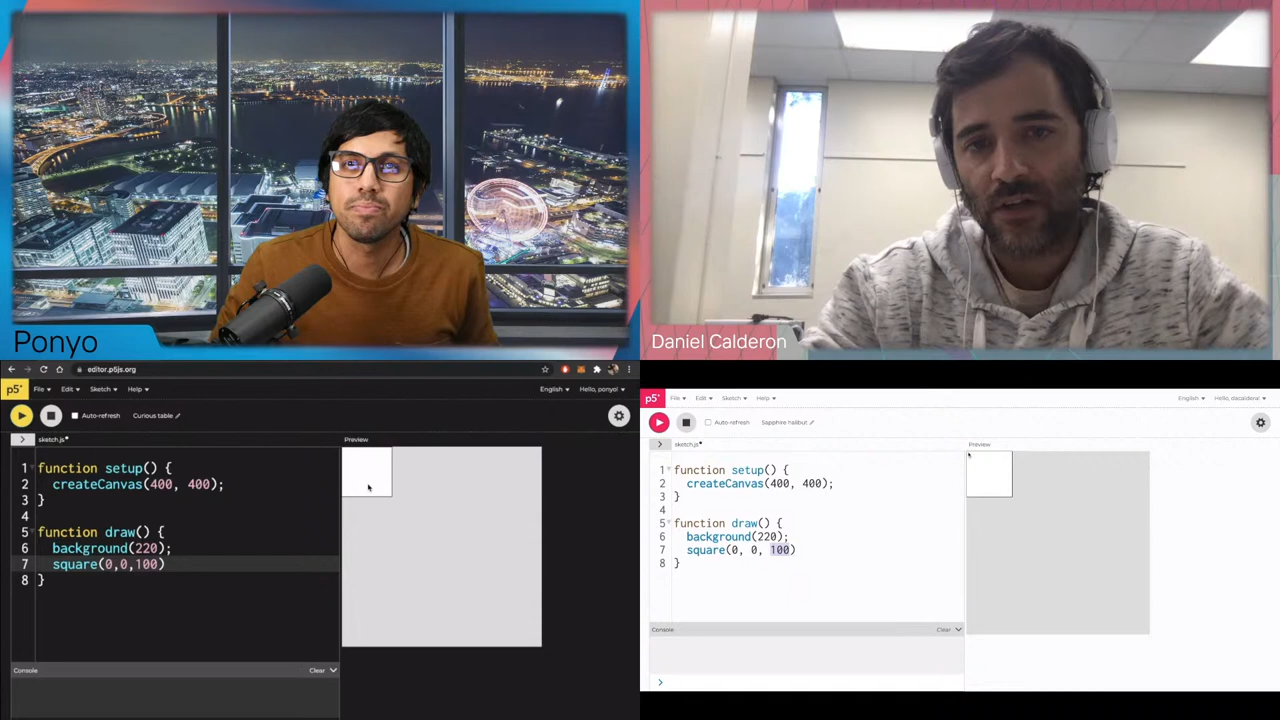 Ponyo
Daniel Calderon
editor.p5js.org
p5*
File
Edit
Sketch
Help
English
Hello, ponyo!
Auto-refresh
Curious table
sketch.js
Preview
1 function setup() {
2 createCanvas(400, 400);
3 }
4
5 function draw() {
6 background(220);
7 square(0,0,100)
8 }
Console
Clear
p5*
File
Edit
Sketch
Help
English
Auto-refresh
Sapphire halibut
sketch.js
Preview
1 function setup() {
2 createCanvas(400, 400);
3 }
4
5 function draw() {
6 background(220);
7 square(0, 0, 100)
8 }
Console
Clear